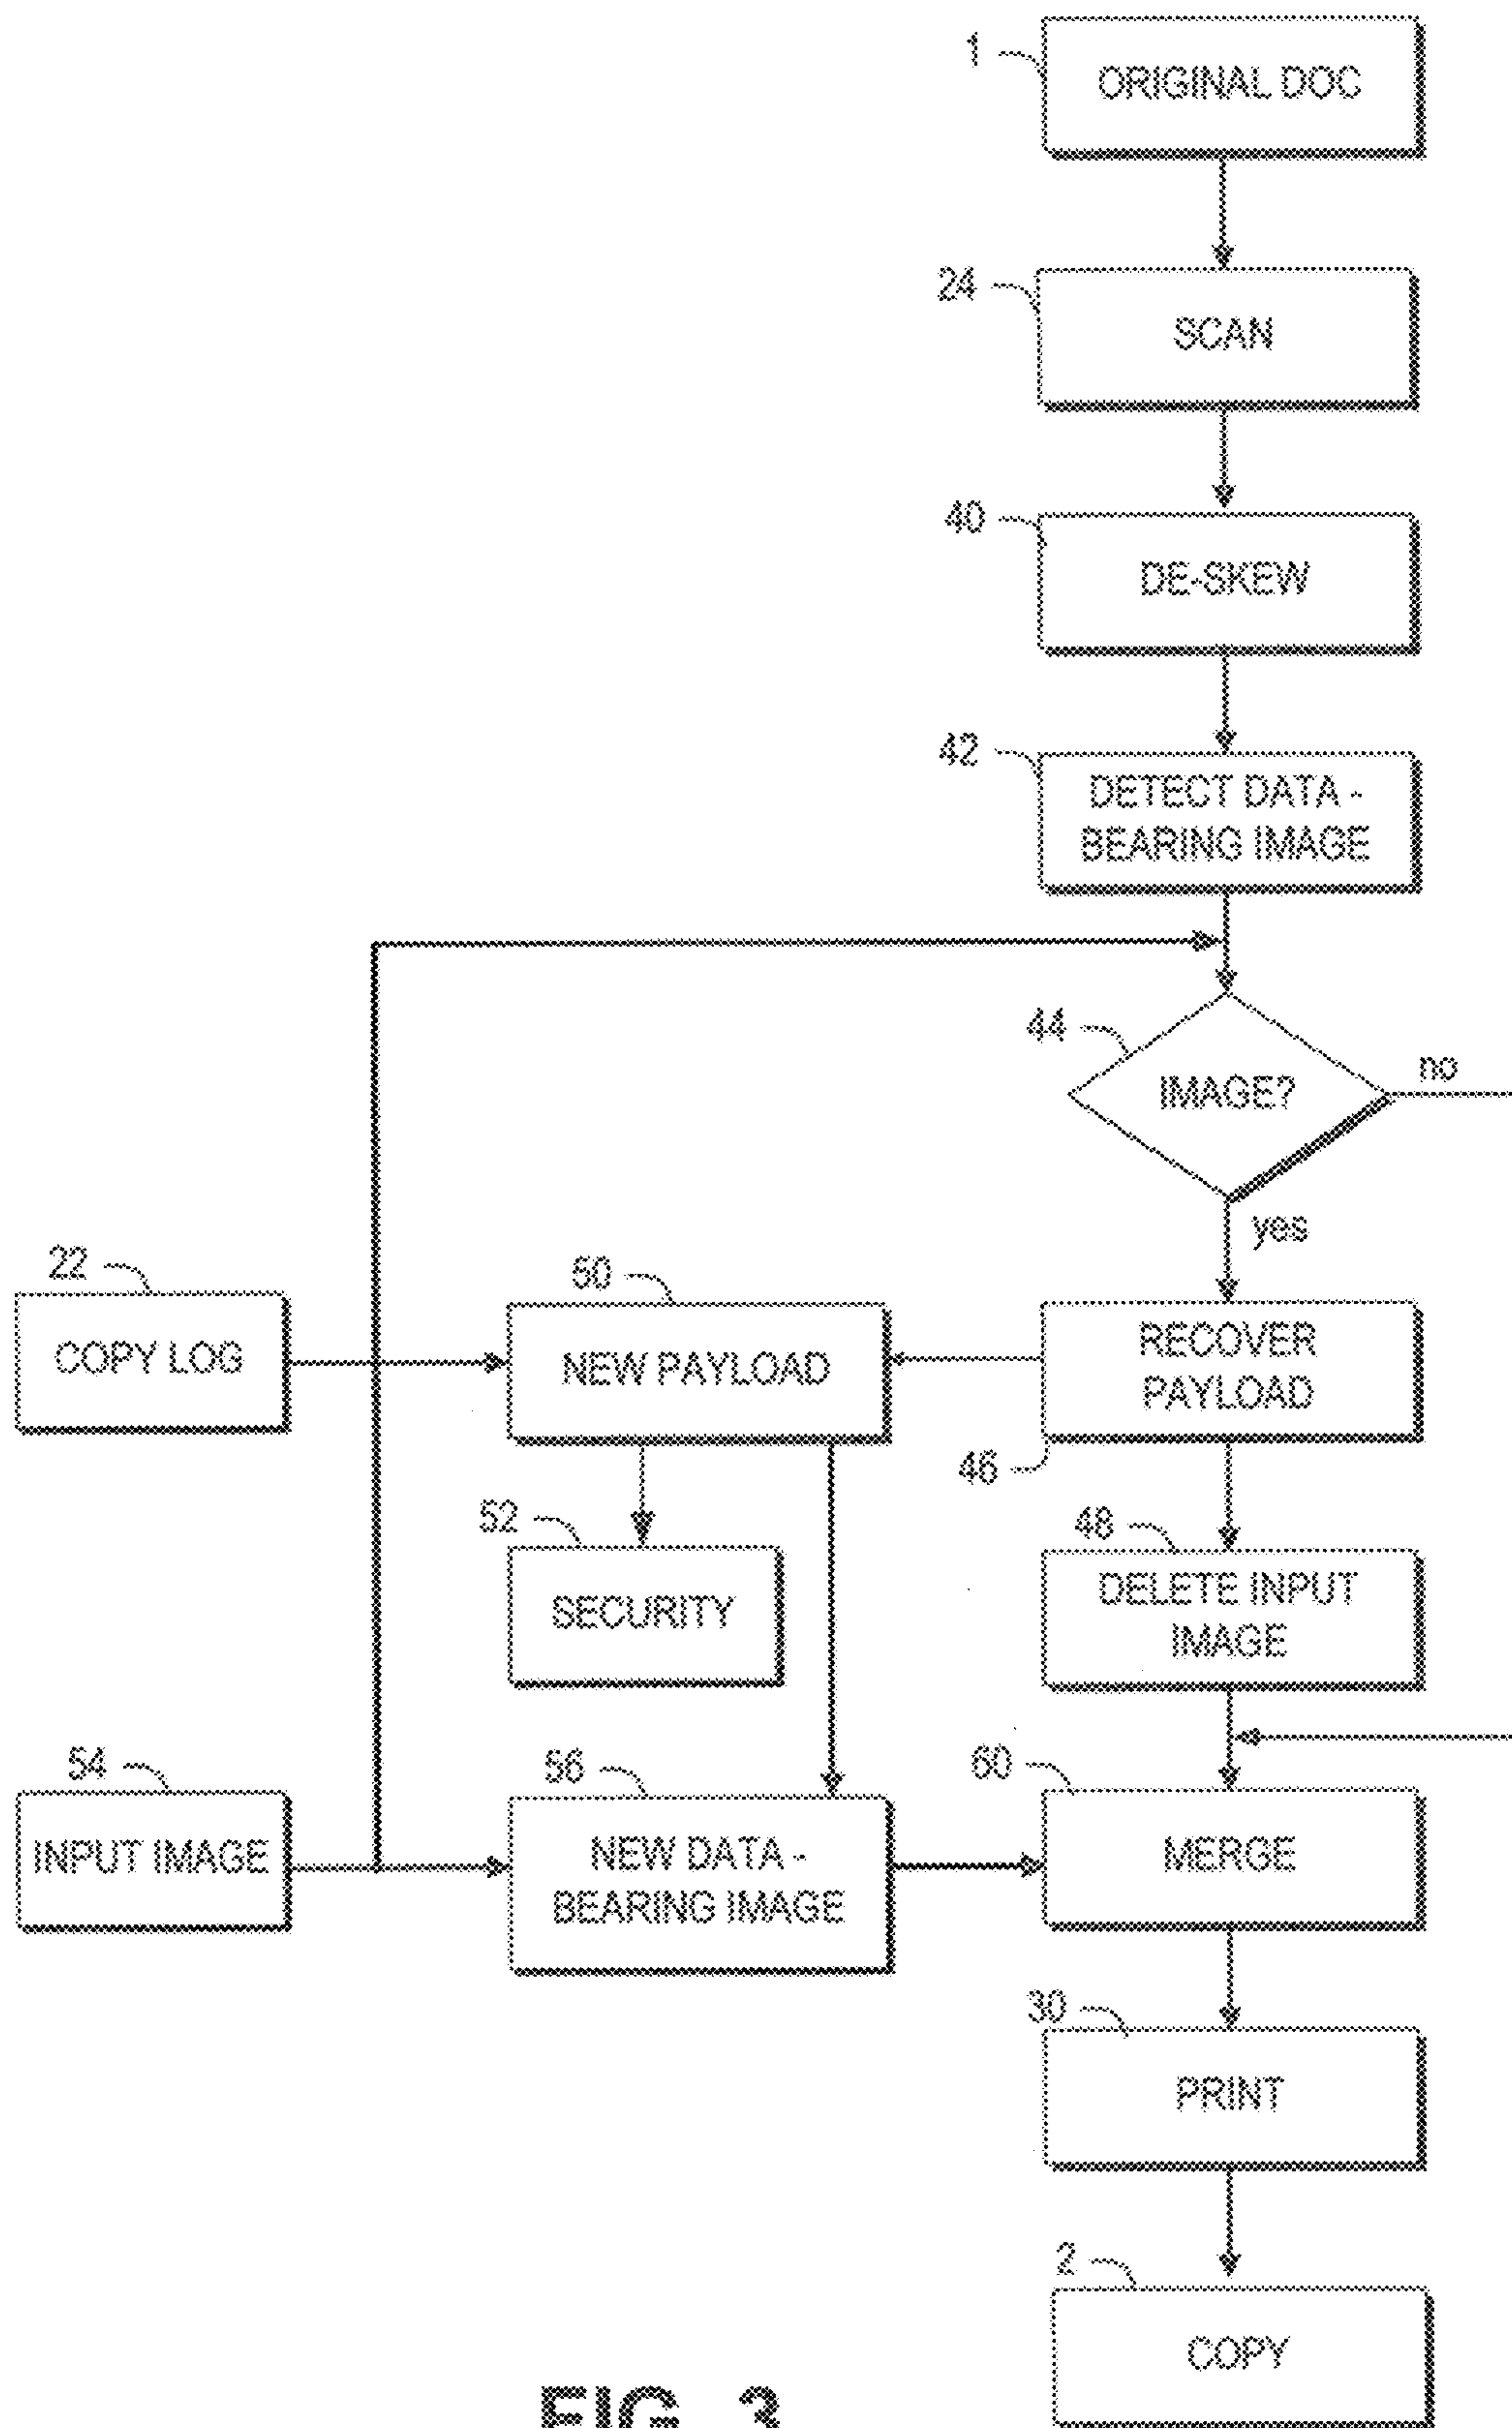 1
ORIGINAL DOC
24
SCAN
40
DE-SKEW
42
DETECT DATA -
BEARING IMAGE
44
IMAGE?
no
yes
22
COPY LOG
50
NEW PAYLOAD
RECOVER
PAYLOAD
46
52
SECURITY
48
DELETE INPUT
IMAGE
54
INPUT IMAGE
56
NEW DATA -
BEARING IMAGE
60
MERGE
30
PRINT
2
COPY
FIG. 3